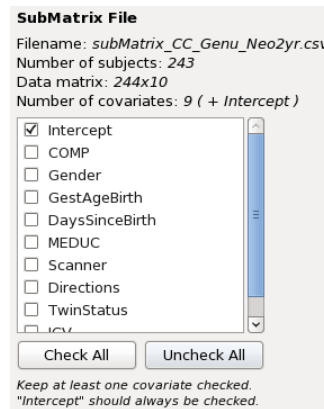 SubMatrix File
Filename: subMatrix_CC_Genu_Neo2yr.csv
Number of subjects: 243
Data matrix: 244x10
Number of covariates: 9 ( + Intercept )
Intercept
COMP
Gender
GestAgeBirth
DaysSinceBirth
MEDUC
Scanner
Directions
TwinStatus
ICV
Check All Uncheck All
Keep at least one covariate checked.
"Intercept" should always be checked.